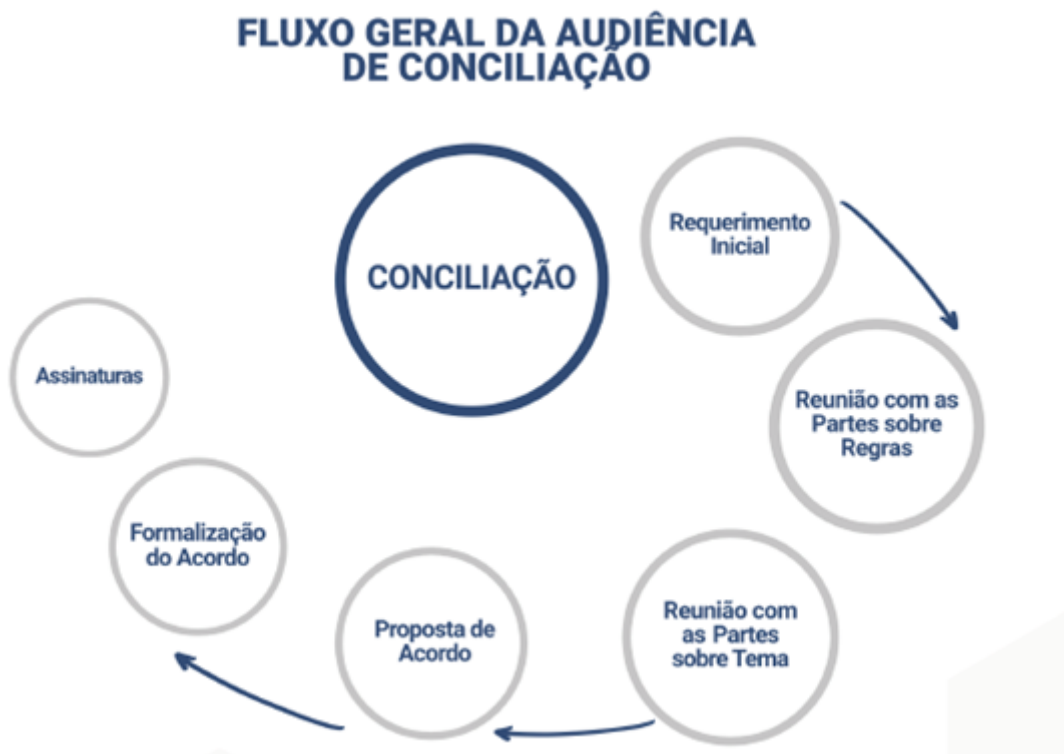 FLUXO GERAL DA AUDIÊNCIA
DE CONCILIAÇÃO
CONCILIAÇÃO
Requerimento
Inicial
Reunião com as
Partes sobre
Regras
Reunião com
as Partes
sobre Tema
Proposta de
Acordo
Formalização
do Acordo
Assinaturas